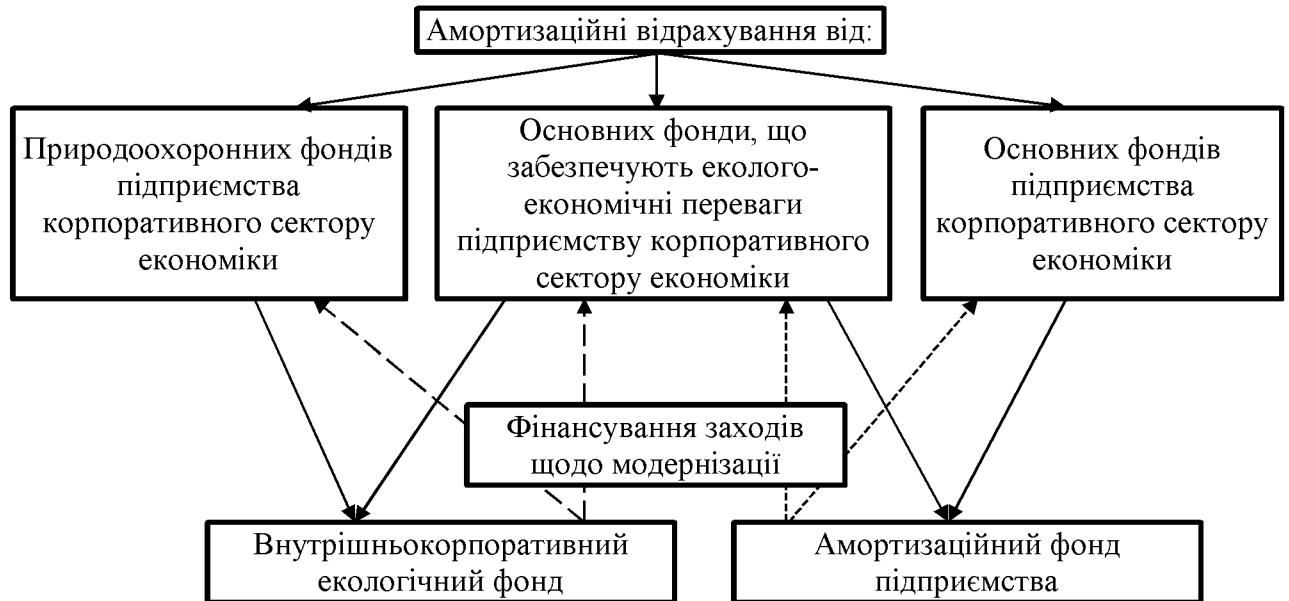 Амортизаційні відрахування від:
Природоохоронних фондів
підприємства
корпоративного сектору
економіки
Основних фонди, що
забезпечують еколого-
економічні переваги
підприємству корпоративного
сектору економіки
Основних фондів
підприємства
корпоративного сектору
економіки
Фінансування заходів
щодо модернізації
Внутрішньокорпоративний
екологічний фонд
Амортизаційний фонд
підприємства